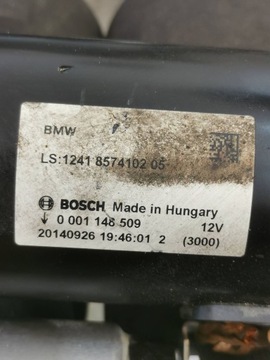 BMW
LS:1241 8574102 05
BOSCH Made in Hungary
0 001 148 509 12V
20140926 19:46:01 2 (3000)